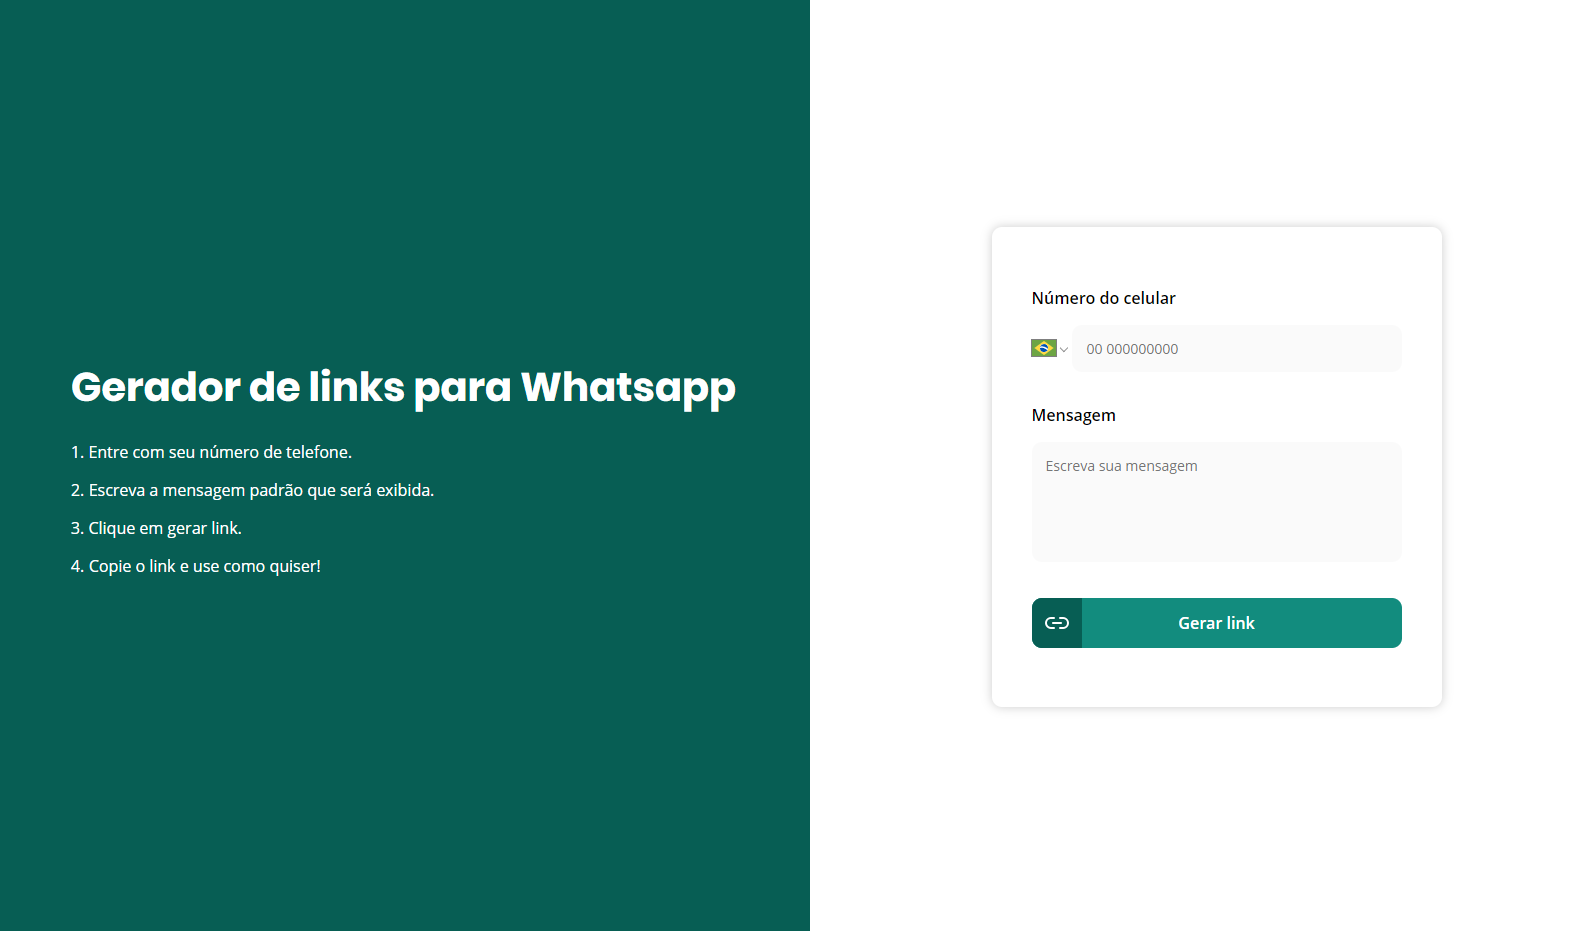 Gerador de links para Whatsapp
1. Entre com seu número de telefone.
2. Escreva a mensagem padrão que será exibida.
3. Clique em gerar link.
4. Copie o link e use como quiser!
Número do celular
00 000000000
Mensagem
Escreva sua mensagem
Gerar link